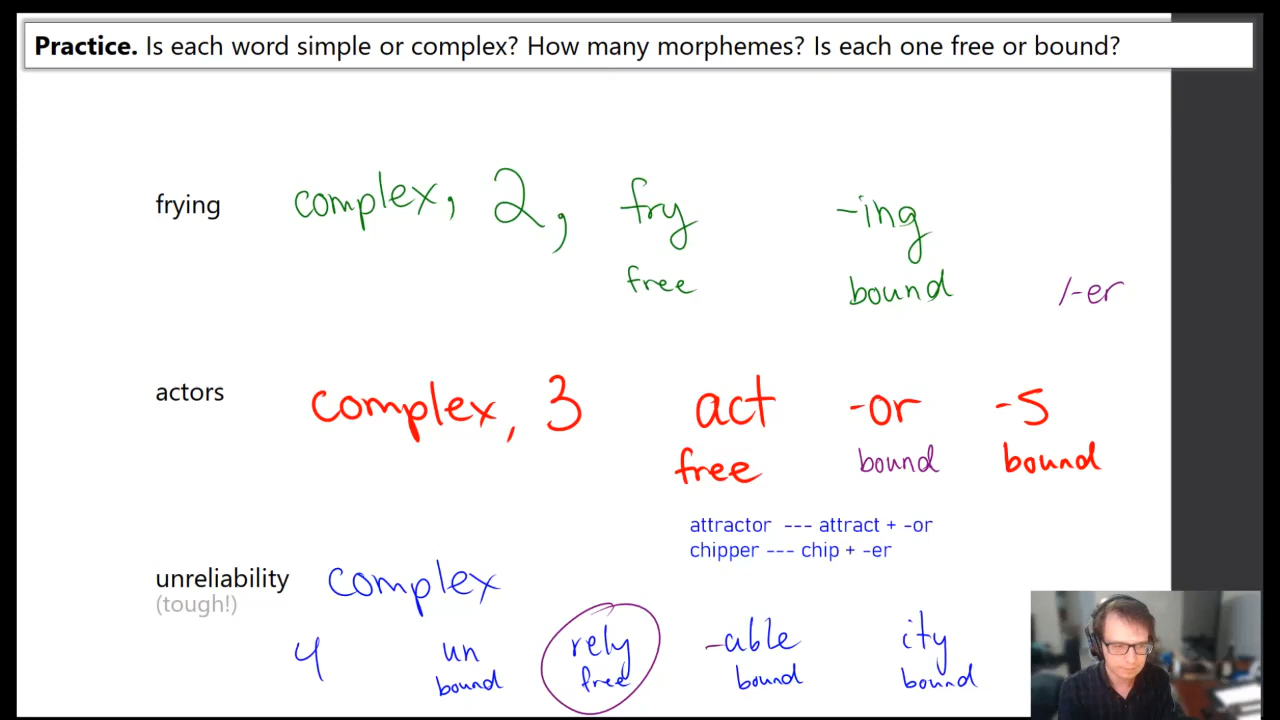 Practice. Is each word simple or complex? How many morphemes? Is each one free or bound?
frying complex, 2, fry -ing
free bound /-er
actors complex, 3 act -or -s
free bound bound
attractor --- attract + -or
chipper --- chip + -er
unreliability complex
(tough!)
4 un rely -able ity
bound free bound bound